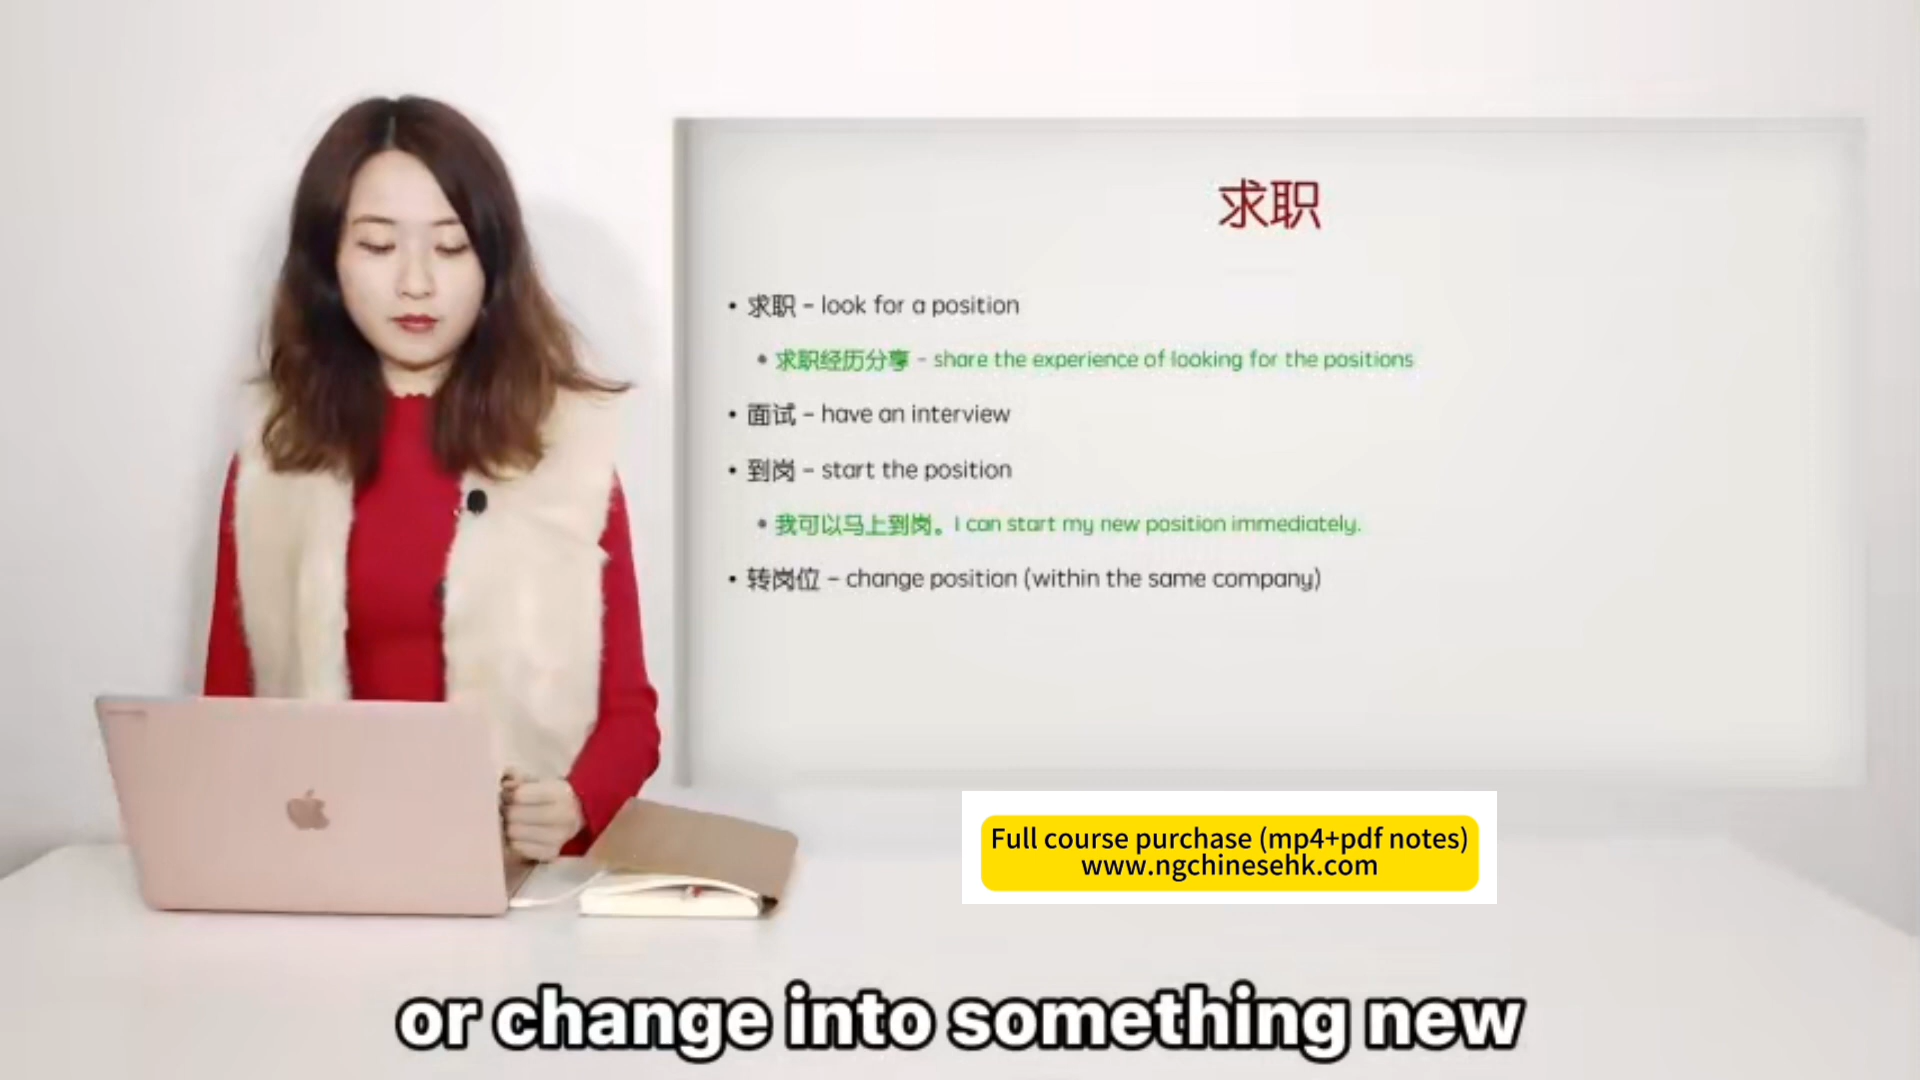 求职
• 求职 – look for a position
• 求职经历分享 – share the experience of looking for the positions
• 面试 – have an interview
• 到岗 – start the position
• 我可以马上到岗。I can start my new position immediately.
• 转岗位 – change position (within the same company)
Full course purchase (mp4+pdf notes)
www.ngchinesehk.com
or change into something new